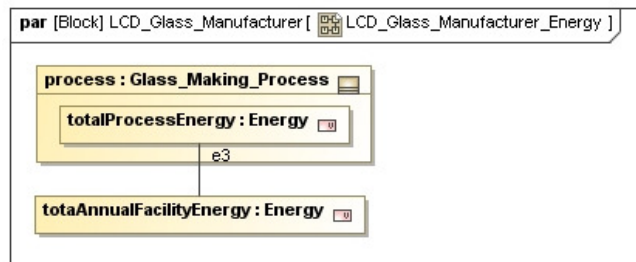 par [Block] LCD_Glass_Manufacturer [ LCD_Glass_Manufacturer_Energy ]
process : Glass_Making_Process
totalProcessEnergy : Energy
e3
totaAnnualFacilityEnergy : Energy